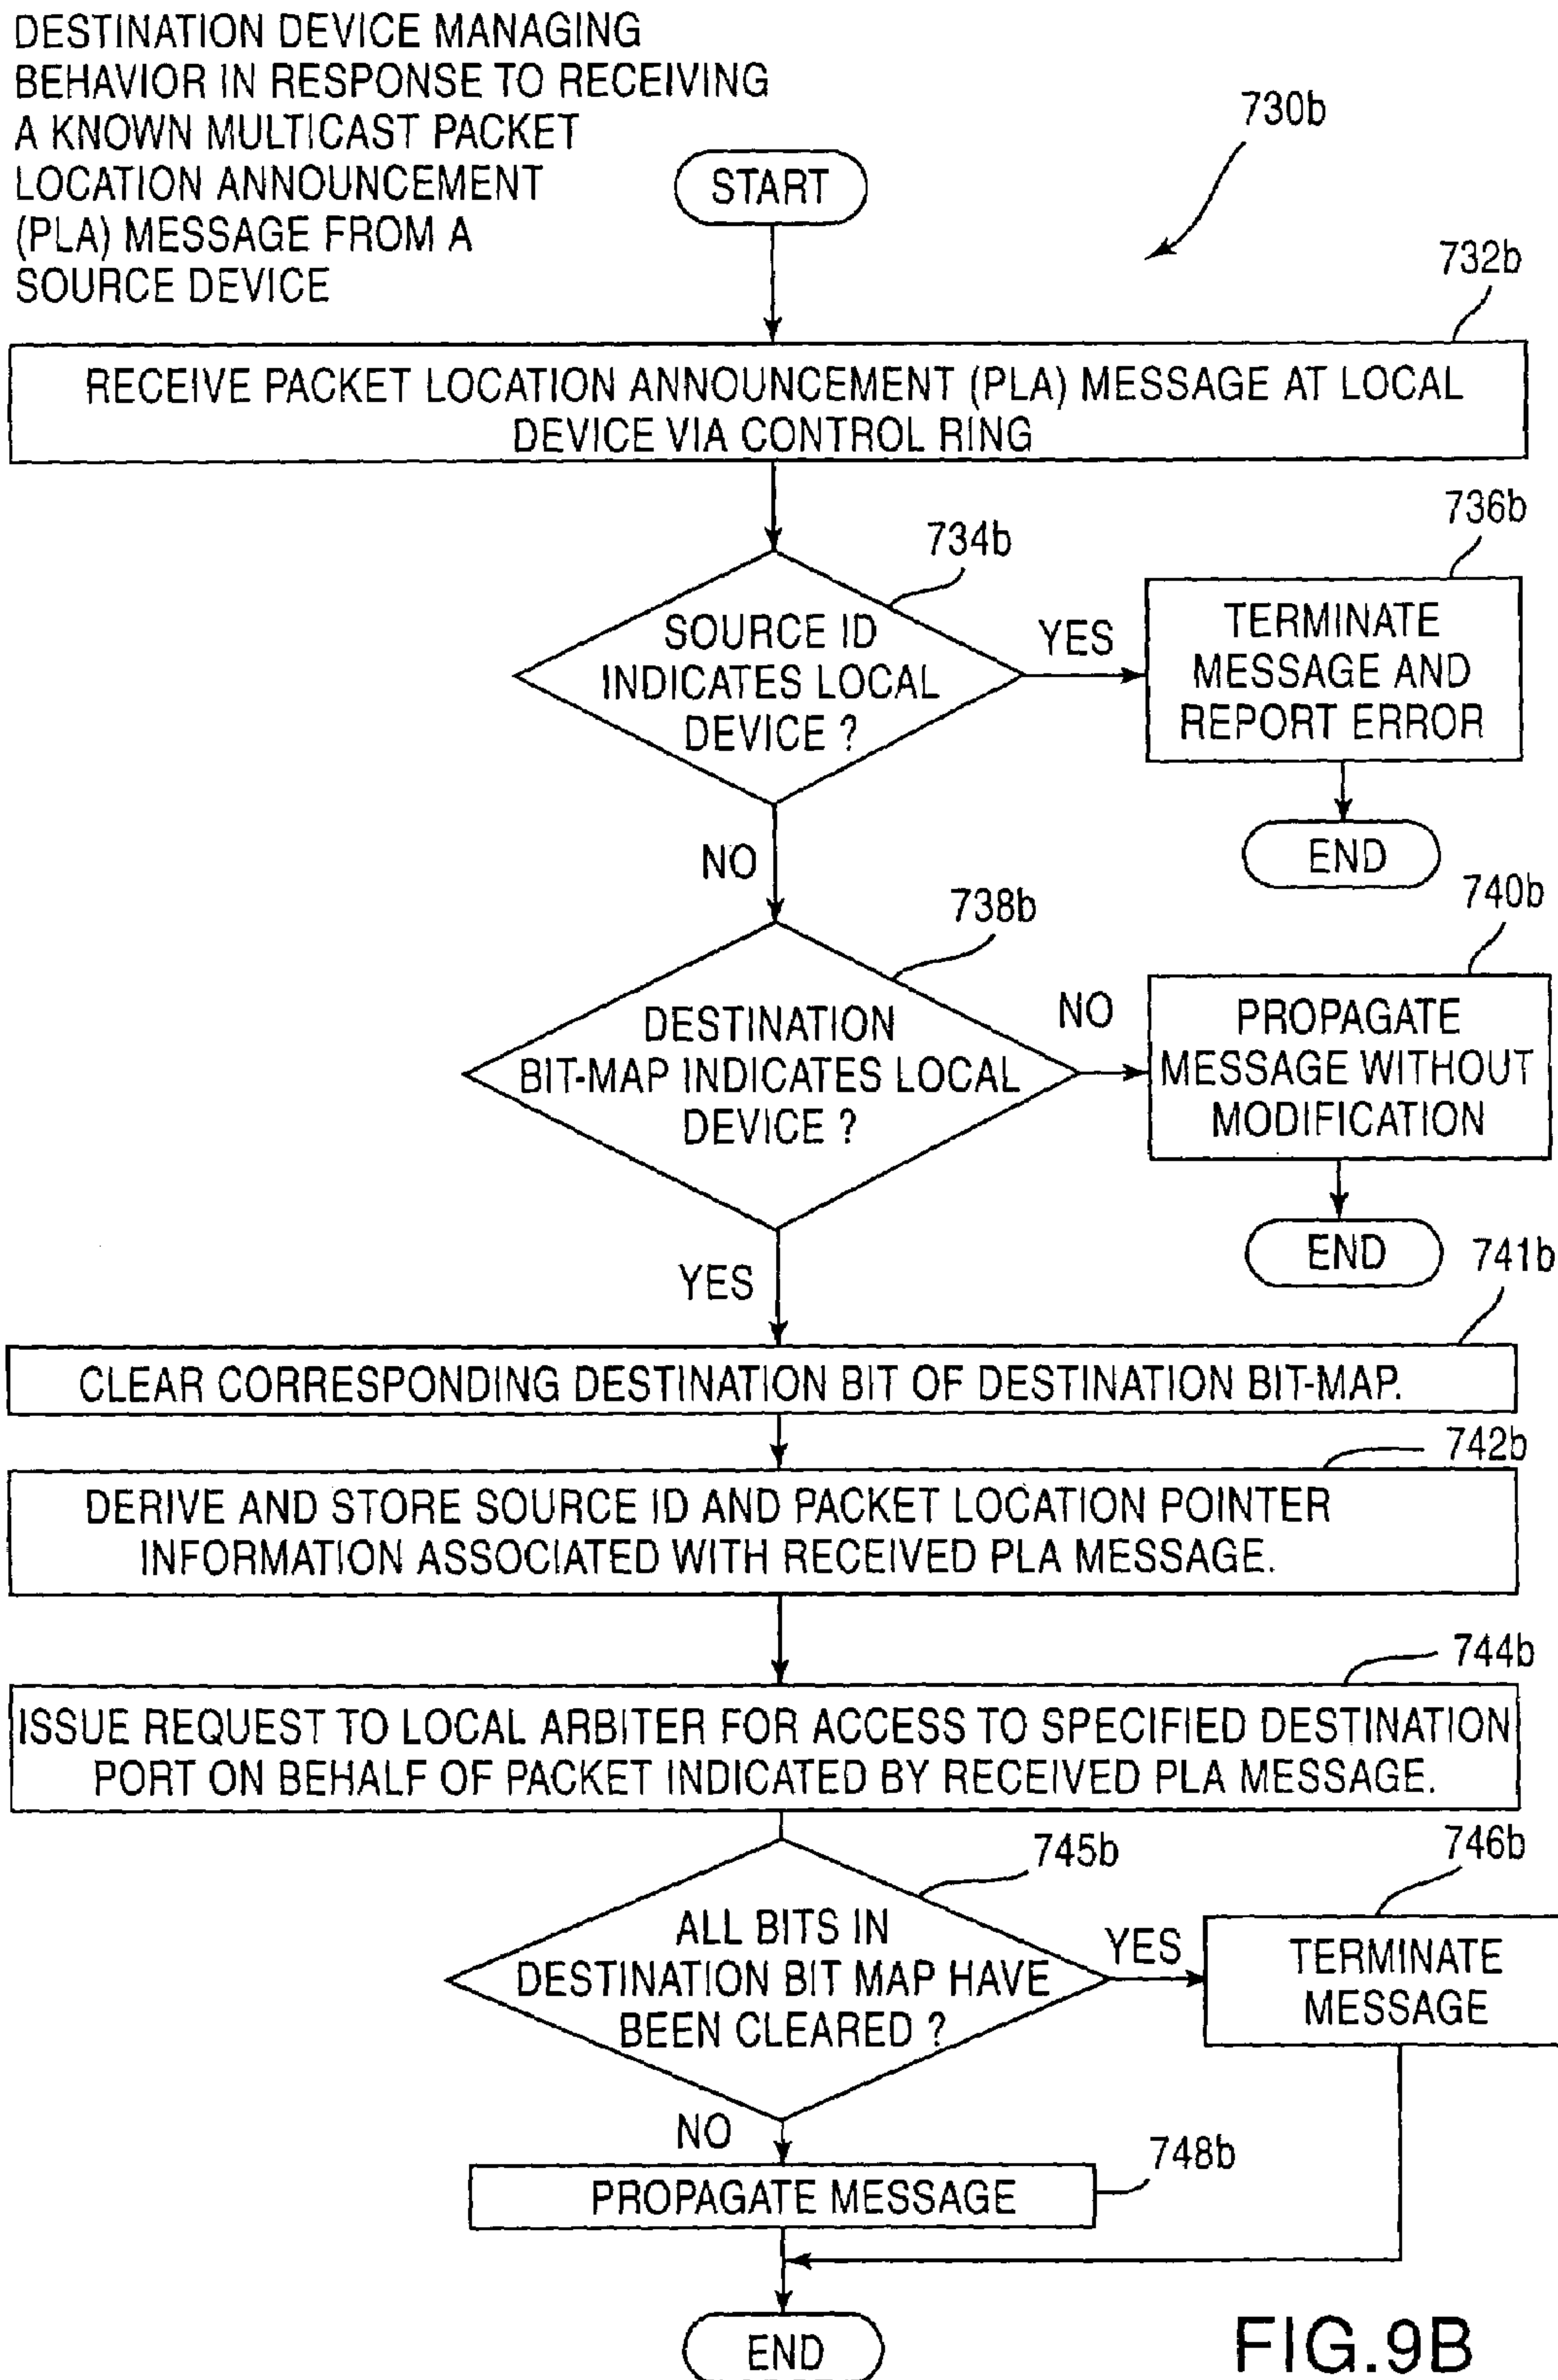 DESTINATION DEVICE MANAGING
BEHAVIOR IN RESPONSE TO RECEIVING
A KNOWN MULTICAST PACKET
LOCATION ANNOUNCEMENT
(PLA) MESSAGE FROM A
SOURCE DEVICE
730b
START
732b
RECEIVE PACKET LOCATION ANNOUNCEMENT (PLA) MESSAGE AT LOCAL
DEVICE VIA CONTROL RING
734b
SOURCE ID
INDICATES LOCAL
DEVICE ?
YES
736b
TERMINATE
MESSAGE AND
REPORT ERROR
END
NO
738b
DESTINATION
BIT-MAP INDICATES LOCAL
DEVICE ?
NO
740b
PROPAGATE
MESSAGE WITHOUT
MODIFICATION
END
YES
741b
CLEAR CORRESPONDING DESTINATION BIT OF DESTINATION BIT-MAP.
742b
DERIVE AND STORE SOURCE ID AND PACKET LOCATION POINTER
INFORMATION ASSOCIATED WITH RECEIVED PLA MESSAGE.
744b
ISSUE REQUEST TO LOCAL ARBITER FOR ACCESS TO SPECIFIED DESTINATION
PORT ON BEHALF OF PACKET INDICATED BY RECEIVED PLA MESSAGE.
745b
ALL BITS IN
DESTINATION BIT MAP HAVE
BEEN CLEARED ?
YES
746b
TERMINATE
MESSAGE
NO
748b
PROPAGATE MESSAGE
END
FIG.9B